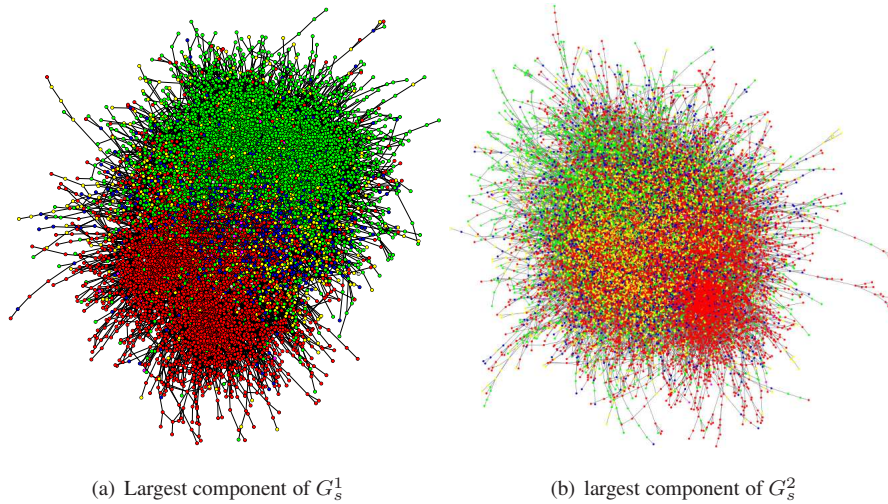 (a) Largest component of $G_s^1$
(b) largest component of $G_s^2$